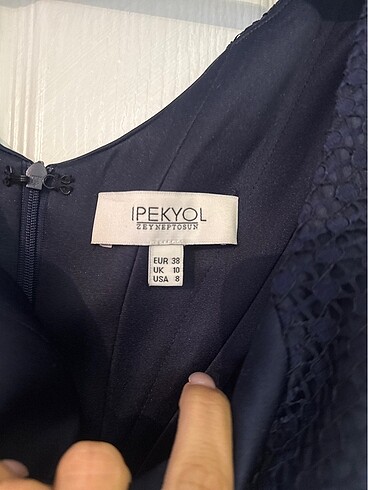 IPEKYOL
ZEYNEPTOSUN
EUR 38
UK 10
USA 8